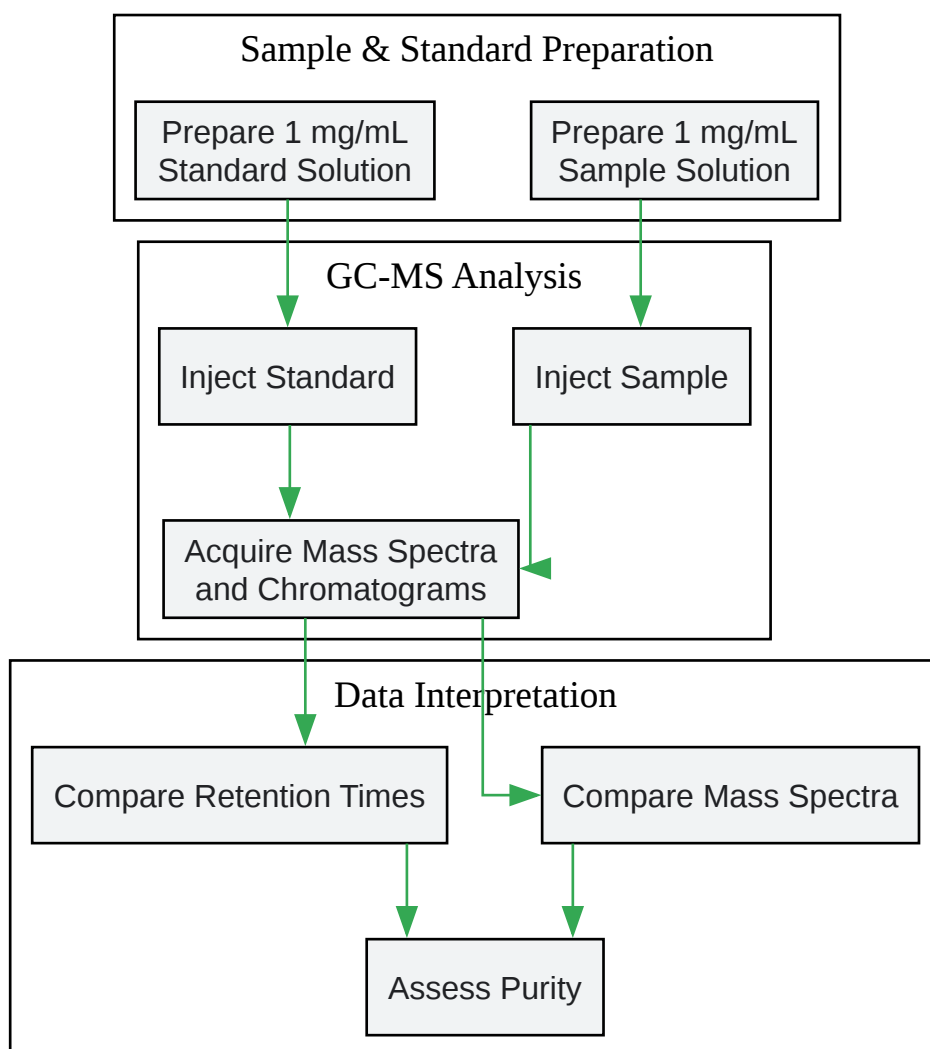 Sample & Standard Preparation
Prepare 1 mg/mL
Standard Solution
Prepare 1 mg/mL
Sample Solution
GC-MS Analysis
Inject Standard
Inject Sample
Acquire Mass Spectra
and Chromatograms
Data Interpretation
Compare Retention Times
Compare Mass Spectra
Assess Purity